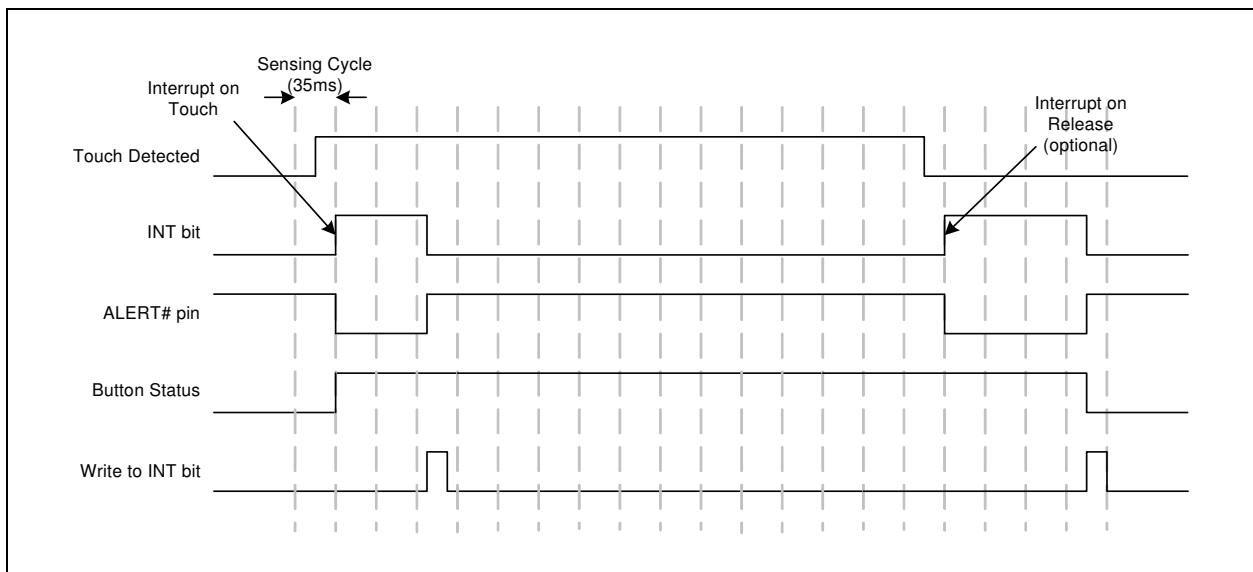 Sensing Cycle
(35ms)
Interrupt on
Touch
Interrupt on
Release
(optional)
Touch Detected
INT bit
ALERT# pin
Button Status
Write to INT bit